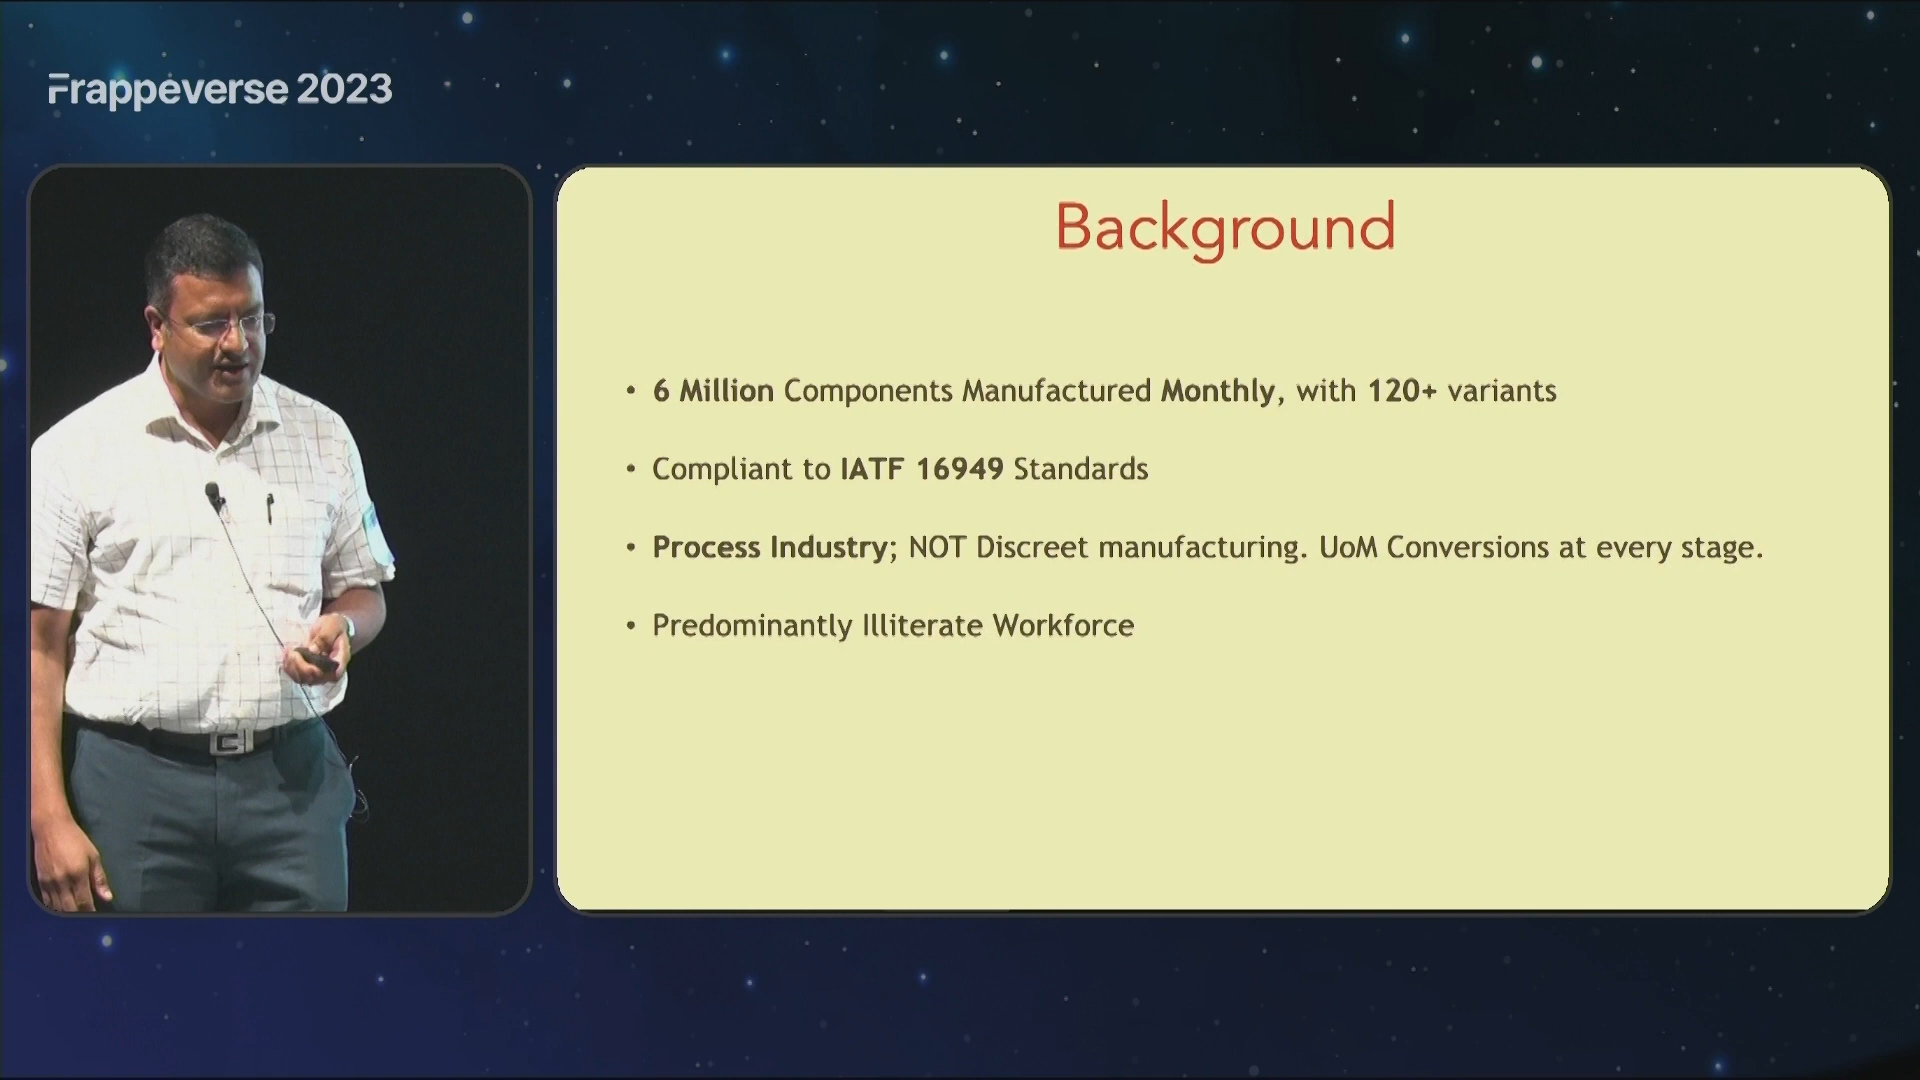 Frappeverse 2023
Background
• 6 Million Components Manufactured Monthly, with 120+ variants
• Compliant to IATF 16949 Standards
• Process Industry; NOT Discreet manufacturing. UoM Conversions at every stage.
• Predominantly Illiterate Workforce